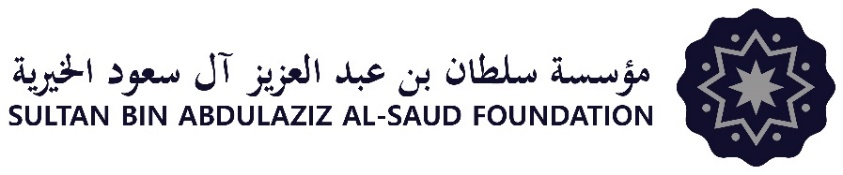 مؤسسة سلطان بن عبد العزيز آل سعود الخيرية
SULTAN BIN ABDULAZIZ AL-SAUD FOUNDATION